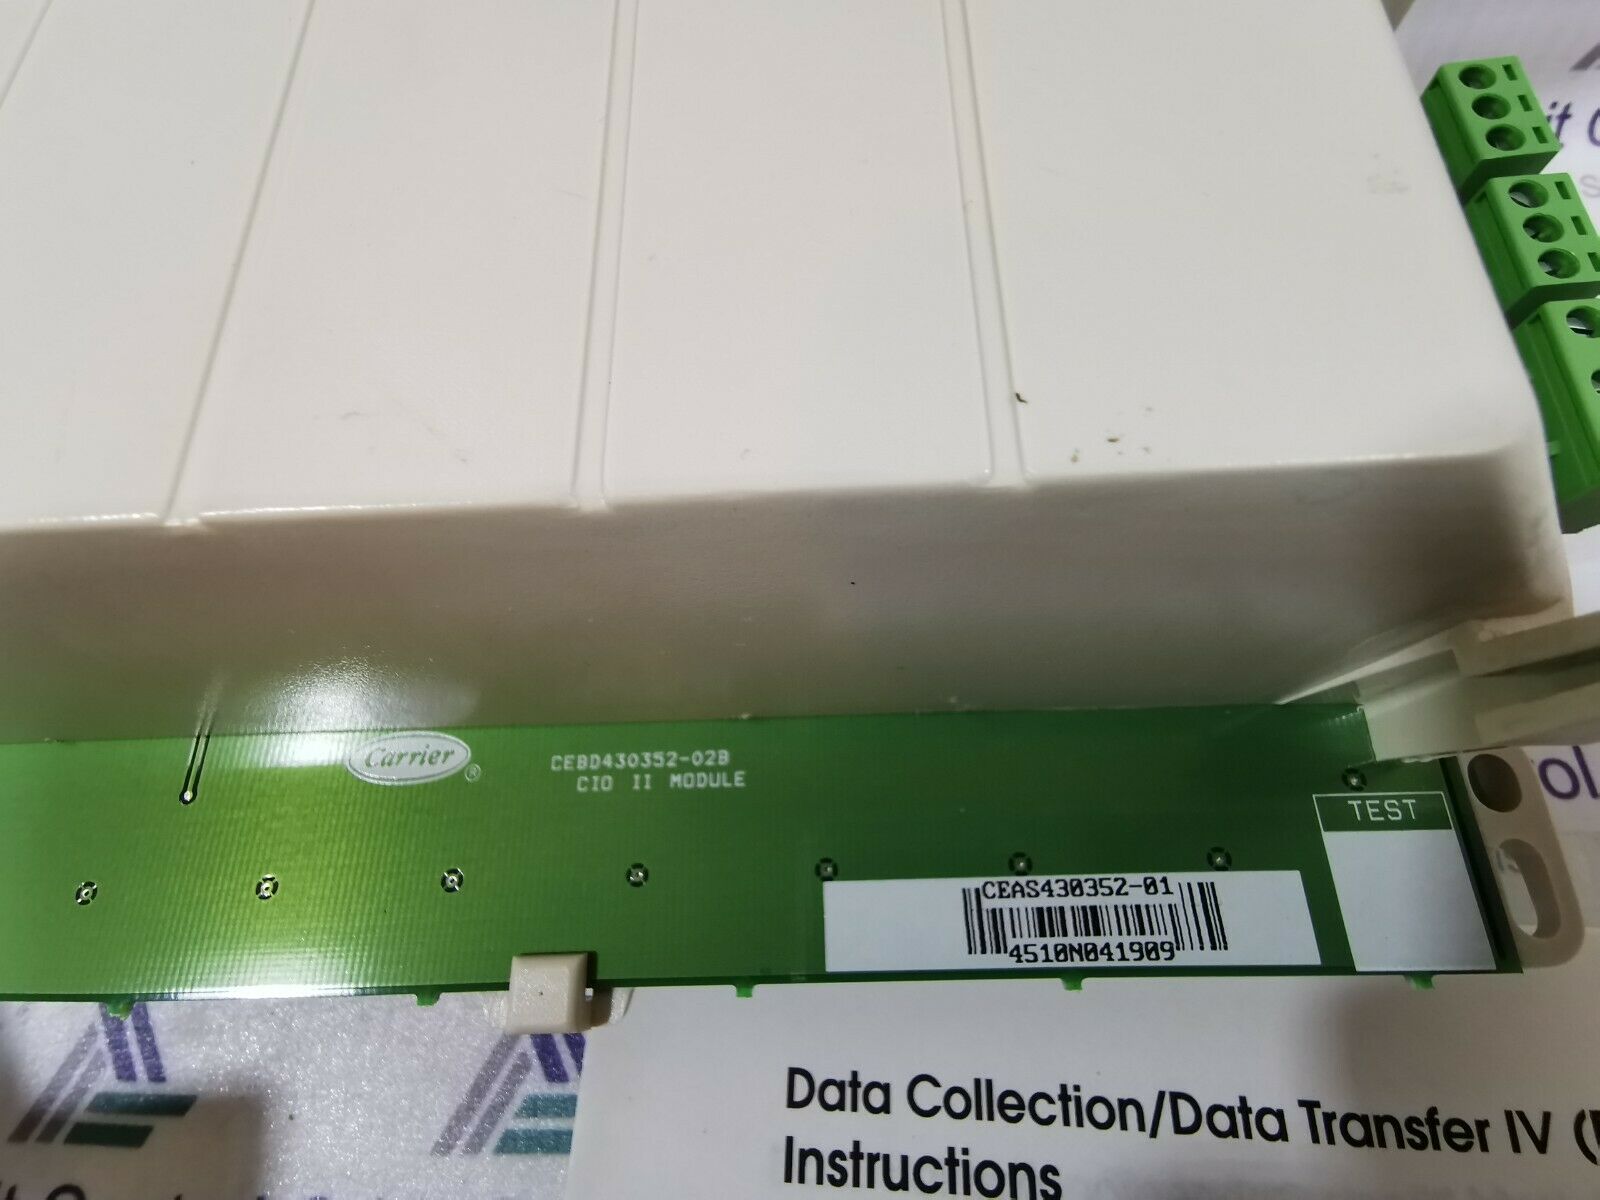 Carrier ®
CEBD430352-02B
CIO II MODULE
TEST
CEAS430352-01
4510N041909
Data Collection/Data Transfer IV (
Instructions